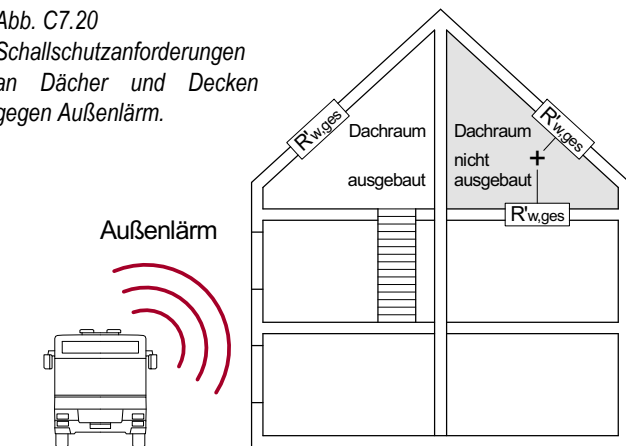 Abb. C7.20
Schallschutzanforderungen
an Dächer und Decken
gegen Außenlärm.
R'w,ges
Dachraum
ausgebaut
Dachraum
nicht
ausgebaut
R'w,ges
+
R'w,ges
Außenlärm